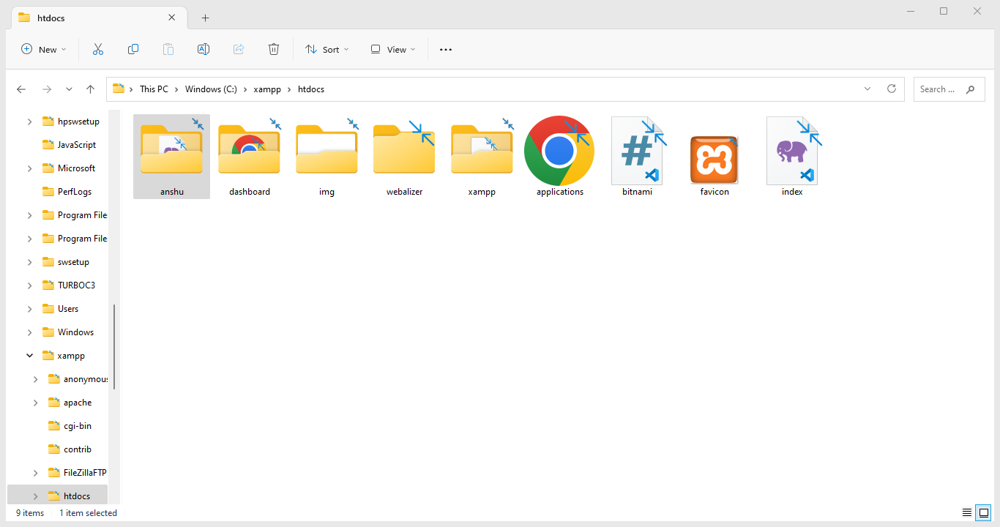 htdocs
New
Sort
View
This PC > Windows (C:) > xampp > htdocs
Search ...
hpswsetup
JavaScript
Microsoft
PerfLogs
Program File
Program File
swsetup
TURBOC3
Users
Windows
xampp
anonymous
apache
cgi-bin
contrib
FileZillaFTP
htdocs
anshu dashboard img webalizer xampp applications bitnami favicon index
9 items 1 item selected